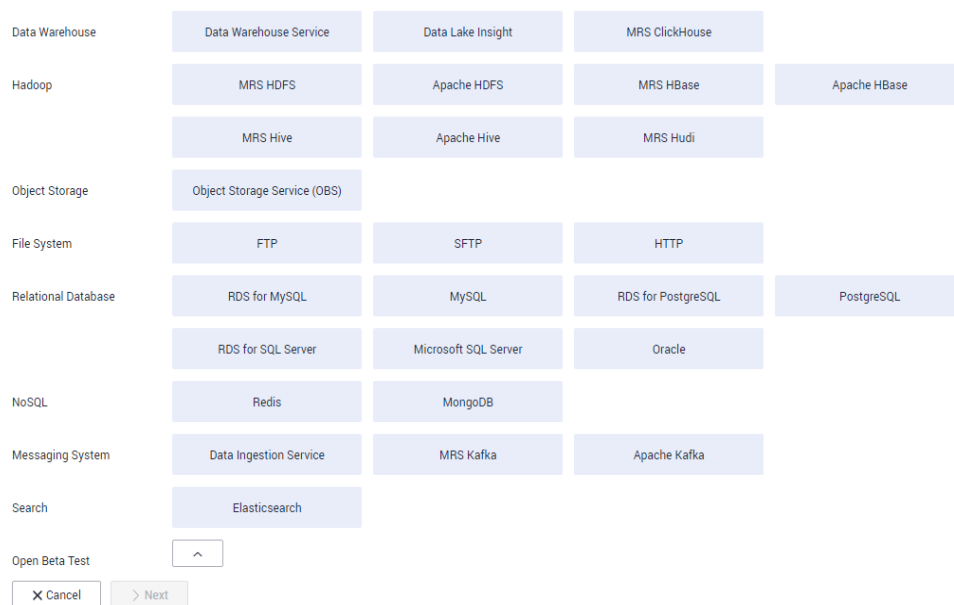 Data Warehouse Data Warehouse Service Data Lake Insight MRS ClickHouse
Hadoop MRS HDFS Apache HDFS MRS HBase Apache HBase
MRS Hive Apache Hive MRS Hudi
Object Storage Object Storage Service (OBS)
File System FTP SFTP HTTP
Relational Database RDS for MySQL MySQL RDS for PostgreSQL PostgreSQL
RDS for SQL Server Microsoft SQL Server Oracle
NoSQL Redis MongoDB
Messaging System Data Ingestion Service MRS Kafka Apache Kafka
Search Elasticsearch
Open Beta Test
Cancel Next